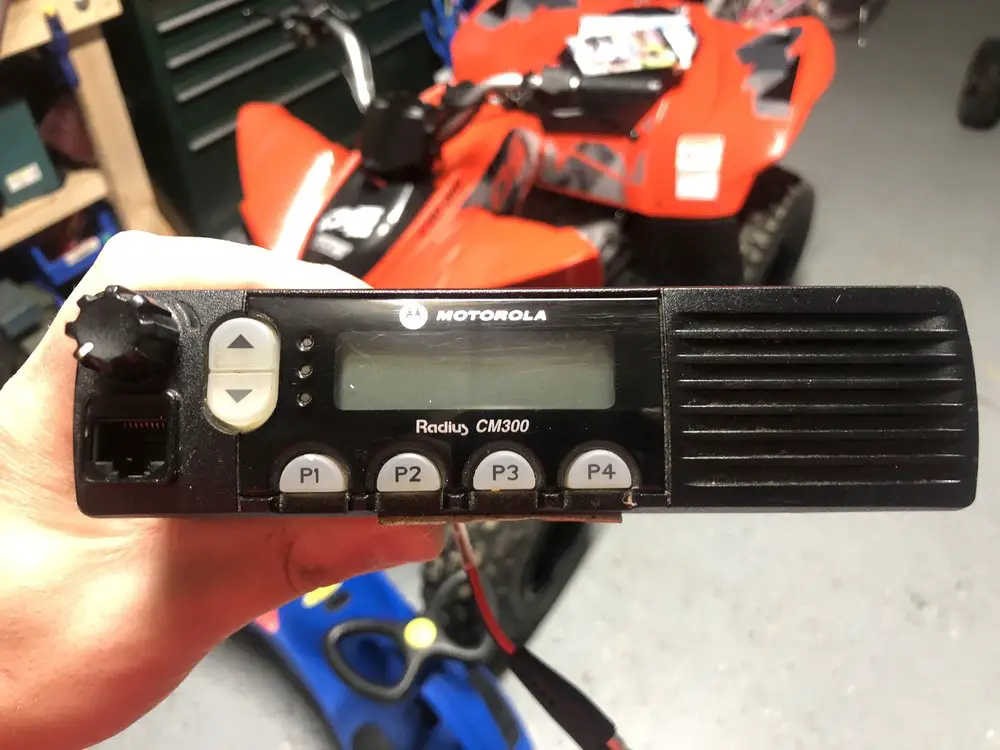 MOTOROLA
Radius CM300
P1 P2 P3 P4